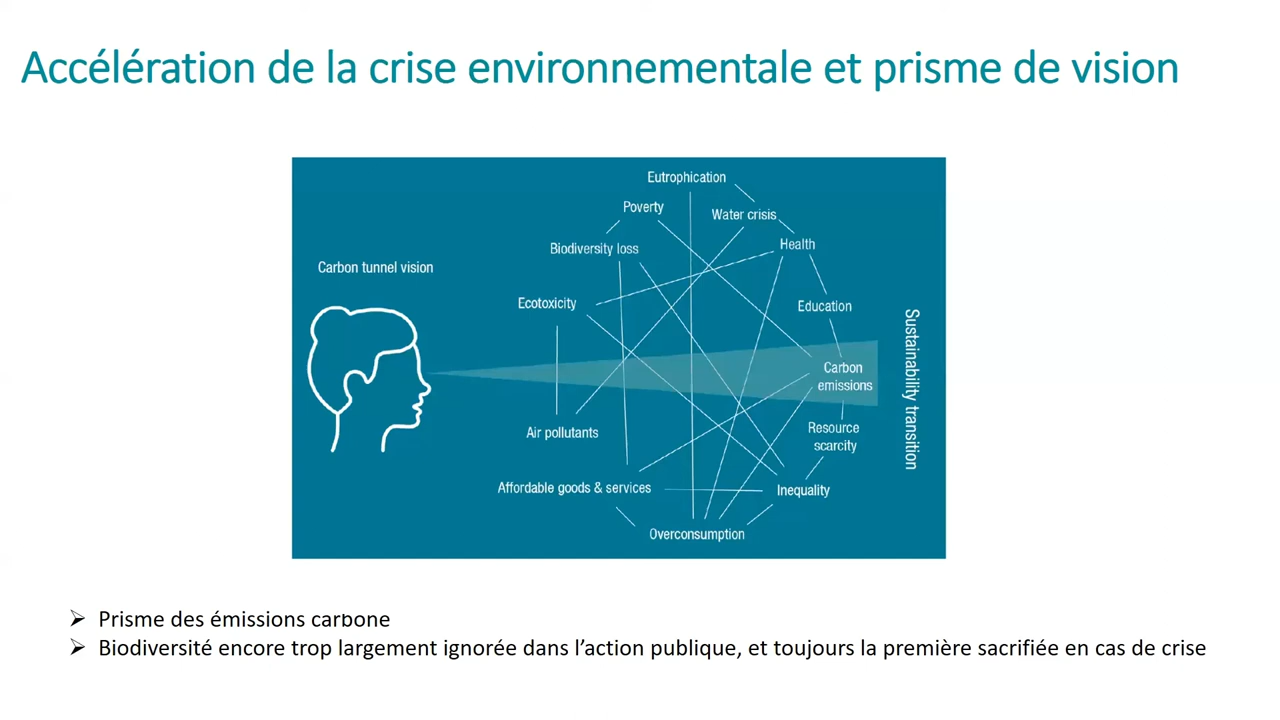 Accélération de la crise environnementale et prisme de vision
Eutrophication
Poverty
Water crisis
Health
Biodiversity loss
Carbon tunnel vision
Ecotoxicity
Education
Sustainability transition
Carbon
emissions
Resource
scarcity
Air pollutants
Affordable goods & services
Inequality
Overconsumption
➢ Prisme des émissions carbone
➢ Biodiversité encore trop largement ignorée dans l’action publique, et toujours la première sacrifiée en cas de crise